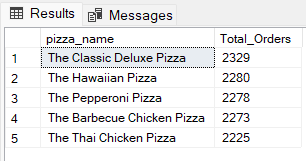 Results Messages
pizza_name Total_Orders
1 The Classic Deluxe Pizza 2329
2 The Hawaiian Pizza 2280
3 The Pepperoni Pizza 2278
4 The Barbecue Chicken Pizza 2273
5 The Thai Chicken Pizza 2225